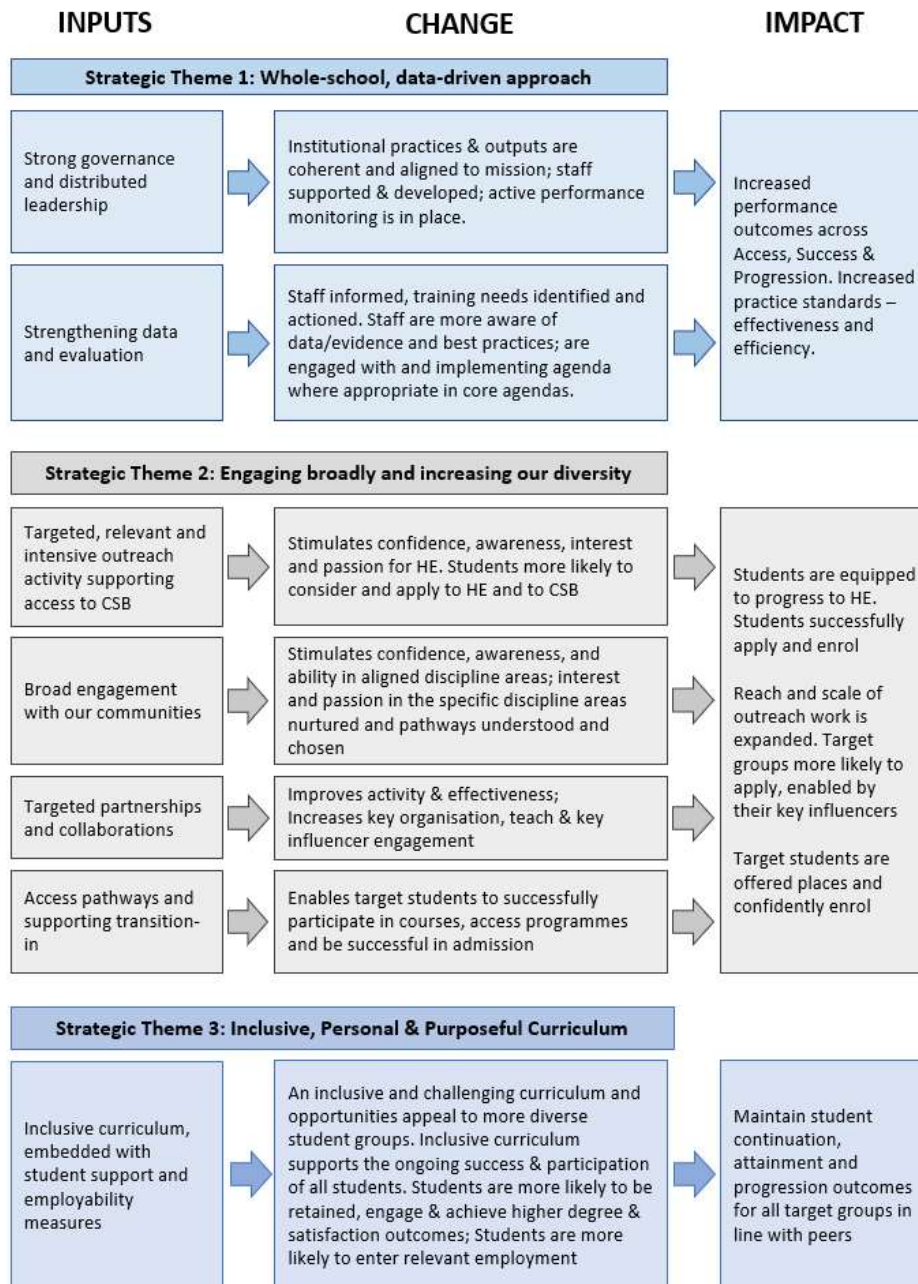 INPUTS
CHANGE
IMPACT
Strategic Theme 1: Whole-school, data-driven approach
Strong governance
and distributed
leadership
Institutional practices & outputs are
coherent and aligned to mission; staff
supported & developed; active performance
monitoring is in place.
Strengthening data
and evaluation
Staff informed, training needs identified and
actioned. Staff are more aware of
data/evidence and best practices; are
engaged with and implementing agenda
where appropriate in core agendas.
Increased
performance
outcomes across
Access, Success &
Progression. Increased
practice standards –
effectiveness and
efficiency.
Strategic Theme 2: Engaging broadly and increasing our diversity
Targeted, relevant and
intensive outreach
activity supporting
access to CSB
Stimulates confidence, awareness, interest
and passion for HE. Students more likely to
consider and apply to HE and to CSB
Broad engagement
with our communities
Stimulates confidence, awareness, and
ability in aligned discipline areas; interest
and passion in the specific discipline areas
nurtured and pathways understood and
chosen
Targeted partnerships
and collaborations
Improves activity & effectiveness;
Increases key organisation, teach & key
influencer engagement
Access pathways and
supporting transition-
in
Enables target students to successfully
participate in courses, access programmes
and be successful in admission
Students are equipped
to progress to HE.
Students successfully
apply and enrol
Reach and scale of
outreach work is
expanded. Target
groups more likely to
apply, enabled by
their key influencers
Target students are
offered places and
confidently enrol
Strategic Theme 3: Inclusive, Personal & Purposeful Curriculum
Inclusive curriculum,
embedded with
student support and
employability
measures
An inclusive and challenging curriculum and
opportunities appeal to more diverse
student groups. Inclusive curriculum
supports the ongoing success & participation
of all students. Students are more likely to be
retained, engage & achieve higher degree &
satisfaction outcomes; Students are more
likely to enter relevant employment
Maintain student
continuation,
attainment and
progression outcomes
for all target groups in
line with peers